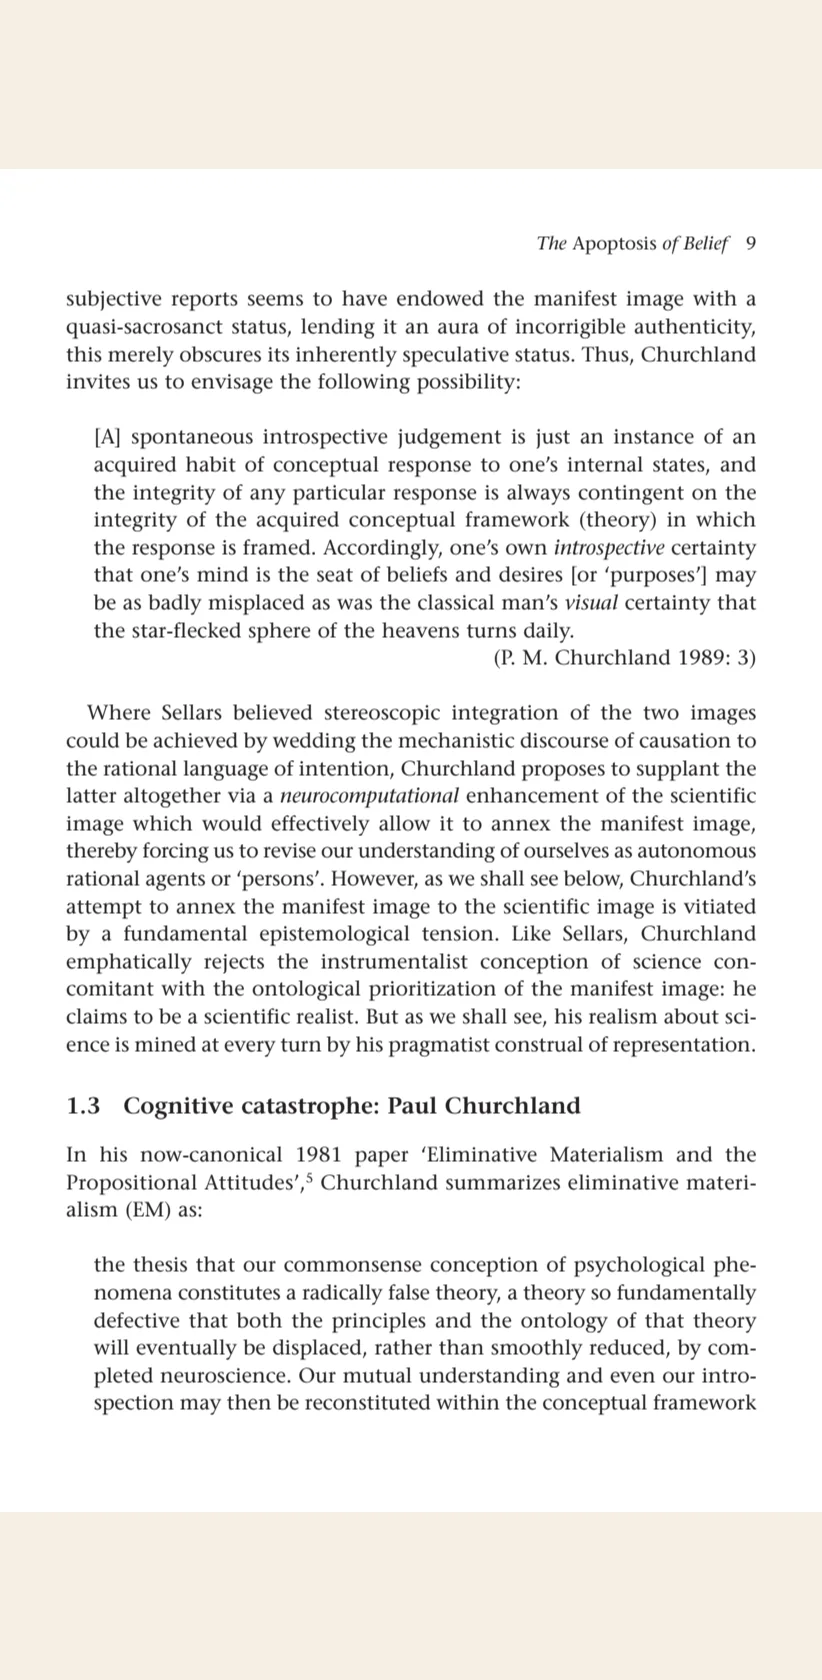 The Apoptosis of Belief 9
subjective reports seems to have endowed the manifest image with a
quasi-sacrosanct status, lending it an aura of incorrigible authenticity,
this merely obscures its inherently speculative status. Thus, Churchland
invites us to envisage the following possibility:
[A] spontaneous introspective judgement is just an instance of an
acquired habit of conceptual response to one’s internal states, and
the integrity of any particular response is always contingent on the
integrity of the acquired conceptual framework (theory) in which
the response is framed. Accordingly, one’s own introspective certainty
that one’s mind is the seat of beliefs and desires [or ‘purposes’] may
be as badly misplaced as was the classical man’s visual certainty that
the star-flecked sphere of the heavens turns daily.
(P. M. Churchland 1989: 3)
Where Sellars believed stereoscopic integration of the two images
could be achieved by wedding the mechanistic discourse of causation to
the rational language of intention, Churchland proposes to supplant the
latter altogether via a neurocomputational enhancement of the scientific
image which would effectively allow it to annex the manifest image,
thereby forcing us to revise our understanding of ourselves as autonomous
rational agents or ‘persons’. However, as we shall see below, Churchland’s
attempt to annex the manifest image to the scientific image is vitiated
by a fundamental epistemological tension. Like Sellars, Churchland
emphatically rejects the instrumentalist conception of science con-
comitant with the ontological prioritization of the manifest image: he
claims to be a scientific realist. But as we shall see, his realism about sci-
ence is mined at every turn by his pragmatist construal of representation.
1.3 Cognitive catastrophe: Paul Churchland
In his now-canonical 1981 paper ‘Eliminative Materialism and the
Propositional Attitudes’,⁵ Churchland summarizes eliminative materi-
alism (EM) as:
the thesis that our commonsense conception of psychological phe-
nomena constitutes a radically false theory, a theory so fundamentally
defective that both the principles and the ontology of that theory
will eventually be displaced, rather than smoothly reduced, by com-
pleted neuroscience. Our mutual understanding and even our intro-
spection may then be reconstituted within the conceptual framework